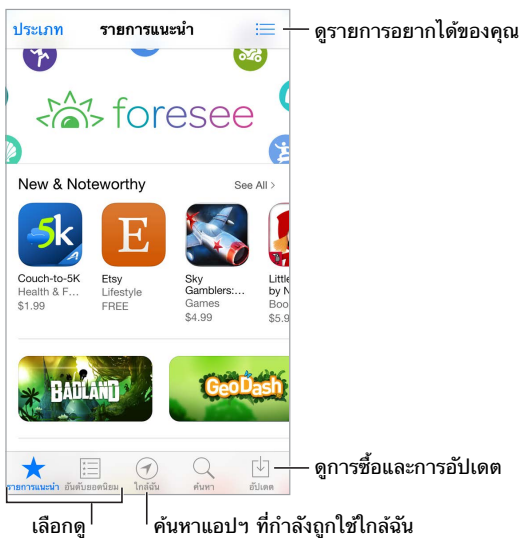 ประเภท รายการแนะนำ
ดูรายการอยากได้ของคุณ
foresee
New & Noteworthy See All >
5k E
Couch-to-5K Etsy Sky Little
Health & F... Lifestyle Gamblers:... by N
$1.99 FREE Games Boo
$4.99 $5.9
BADLAND GeoDash
รายการแนะนำ อันดับยอดนิยม ใกล้ฉัน ค้นหา อัปเดต
ดูการซื้อและการอัปเดต
เลือกดู ค้นหาแอปฯ ที่กำลังถูกใช้ใกล้ฉัน